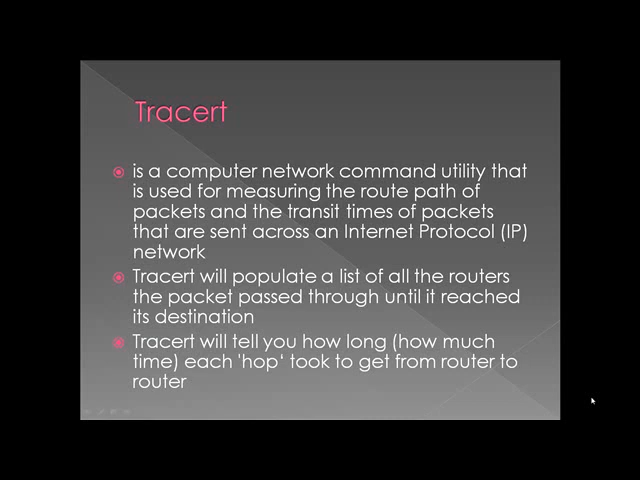 Tracert
is a computer network command utility that
is used for measuring the route path of
packets and the transit times of packets
that are sent across an Internet Protocol (IP)
network
Tracert will populate a list of all the routers
the packet passed through until it reached
its destination
Tracert will tell you how long (how much
time) each 'hop‘ took to get from router to
router